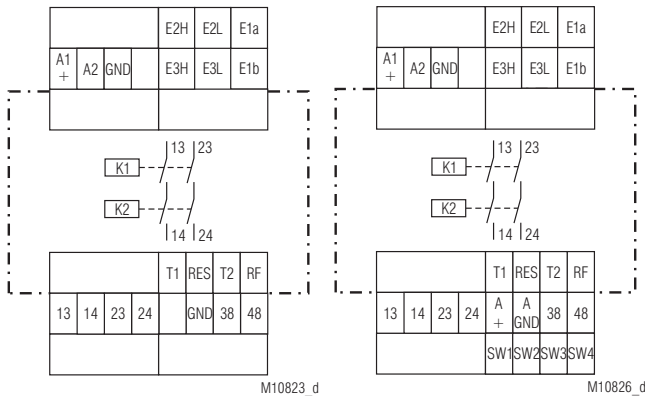 E2H E2L E1a
A1 + A2 GND E3H E3L E1b
13 23
K1
K2
14 24
T1 RES T2 RF
13 14 23 24 GND 38 48
M10823_d
E2H E2L E1a
A1 + A2 GND E3H E3L E1b
13 23
K1
K2
14 24
T1 RES T2 RF
13 14 23 24 A + A GND 38 48
SW1 SW2 SW3 SW4
M10826_d